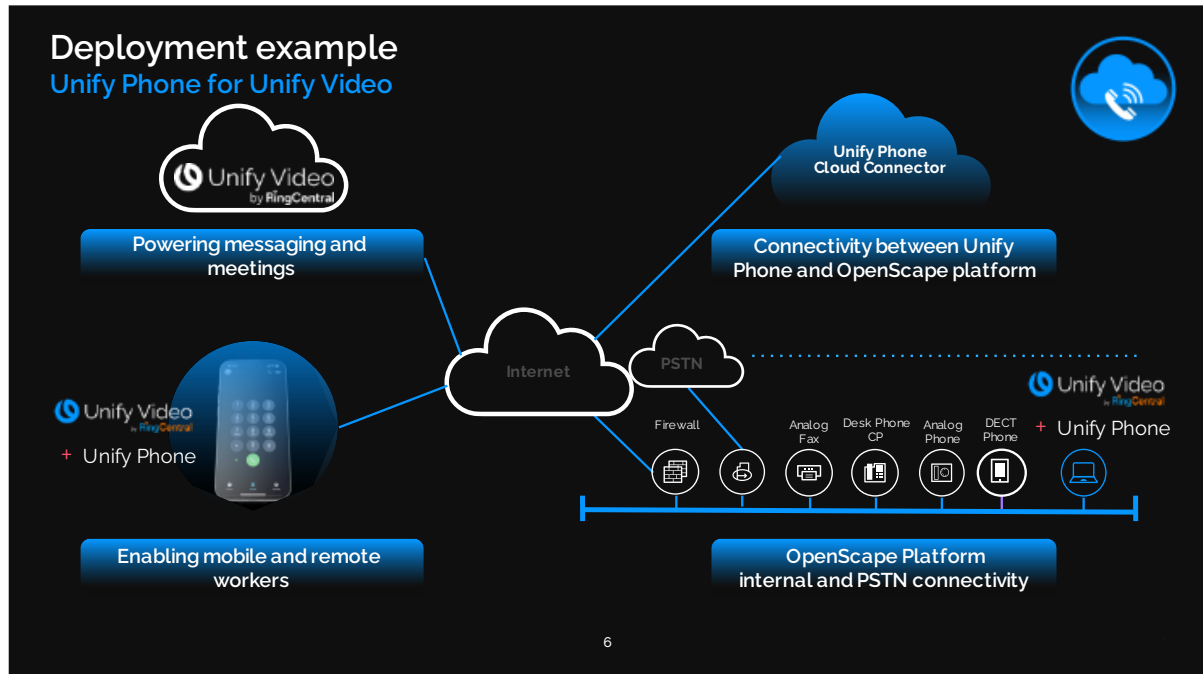 Deployment example
Unify Phone for Unify Video
Unify Video
by RingCentral
Powering messaging and
meetings
Unify Phone
Cloud Connector
Connectivity between Unify
Phone and OpenScape platform
Internet
PSTN
Unify Video
by RingCentral
+ Unify Phone
Enabling mobile and remote
workers
Firewall
Analog
Fax
Desk Phone
CP
Analog
Phone
DECT
Phone
Unify Video
by RingCentral
+ Unify Phone
OpenScape Platform
internal and PSTN connectivity
6